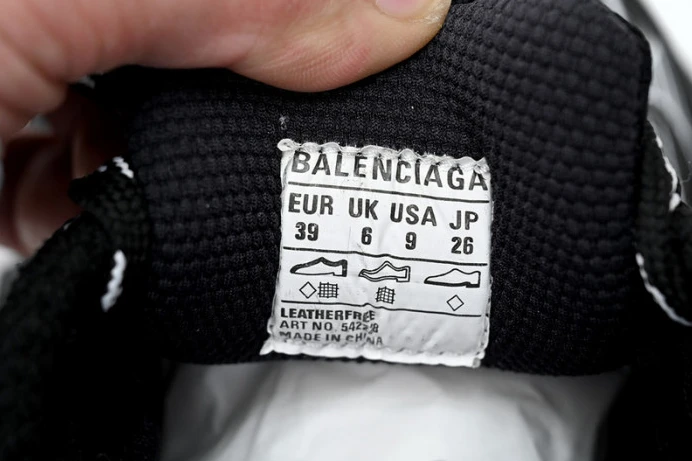 BALENCIAGA
EUR UK USA JP
39 6 9 26
LEATHERFREE
ART NO.
MADE IN CHINA